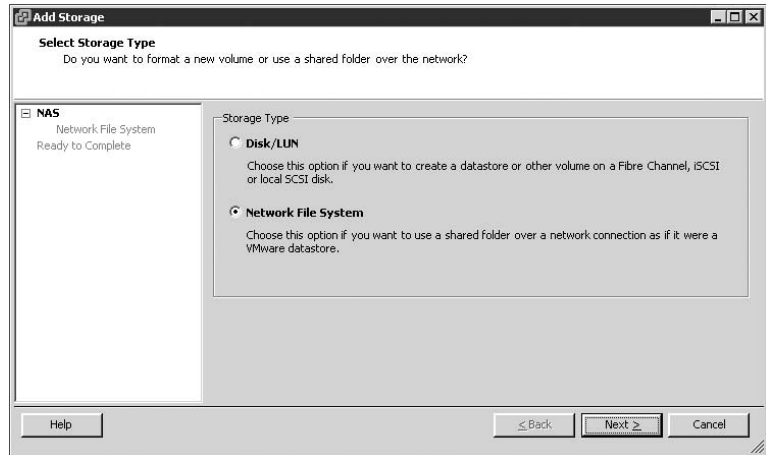 Add Storage
Select Storage Type
Do you want to format a new volume or use a shared folder over the network?
NAS
Network File System
Ready to Complete
Storage Type
Disk/LUN
Choose this option if you want to create a datastore or other volume on a Fibre Channel, iSCSI
or local SCSI disk.
Network File System
Choose this option if you want to use a shared folder over a network connection as if it were a
VMware datastore.
Help
< Back
Next >
Cancel